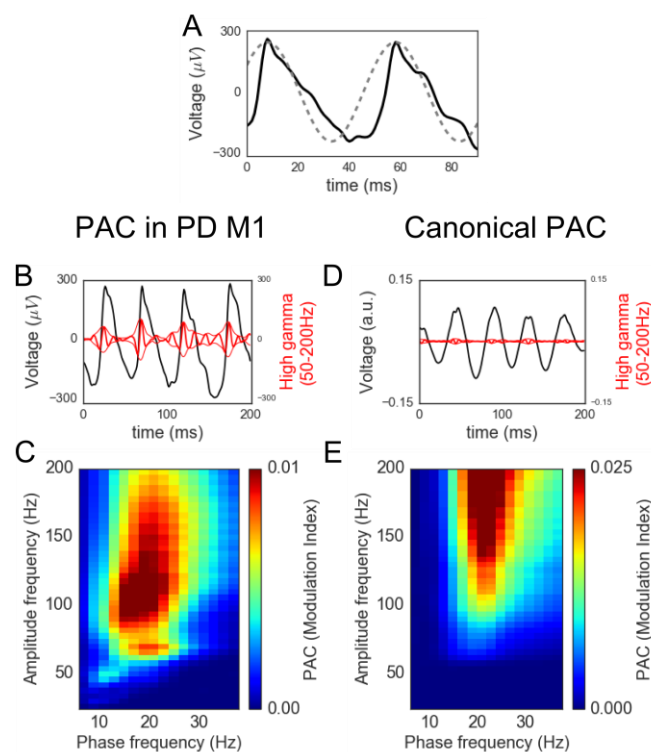 A
Voltage (μV)
300
0
−300
0 20 40 60 80
time (ms)
PAC in PD M1
Canonical PAC
B
Voltage (μV)
300
0
−300
300
0
−300
High gamma
(50-200Hz)
0 100 200
time (ms)
D
Voltage (a.u.)
0.15
−0.15
0.15
−0.15
High gamma
(50-200Hz)
0 100 200
time (ms)
C
Amplitude frequency (Hz)
200
150
100
50
10 20 30
Phase frequency (Hz)
0.01
0.00
PAC (Modulation Index)
E
Amplitude frequency (Hz)
200
150
100
50
10 20 30
Phase frequency (Hz)
0.025
0.000
PAC (Modulation Index)